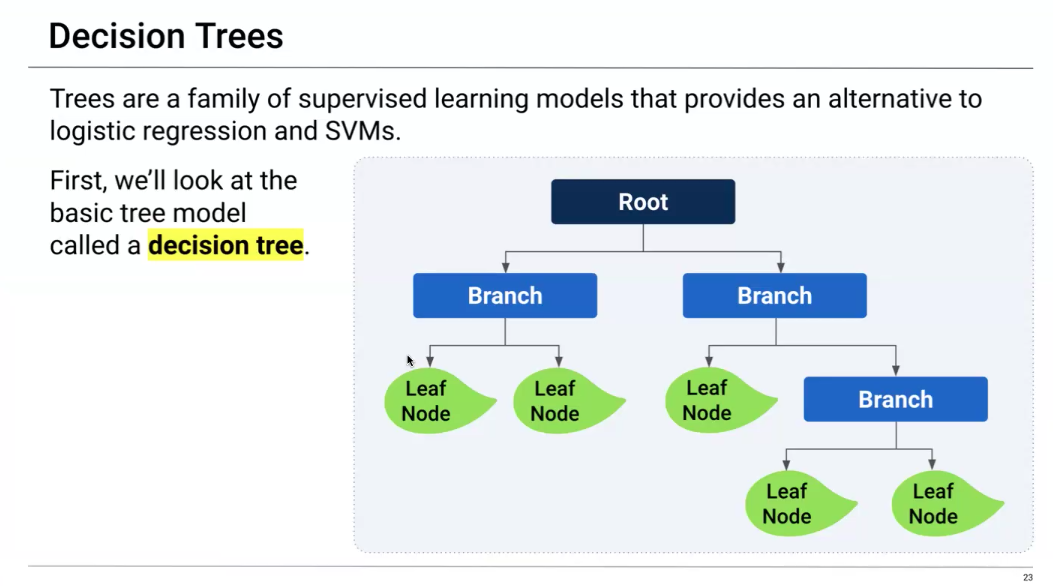 Decision Trees
Trees are a family of supervised learning models that provides an alternative to
logistic regression and SVMs.
First, we'll look at the
basic tree model
called a decision tree.
Root
Branch
Branch
Leaf
Node
Leaf
Node
Leaf
Node
Branch
Leaf
Node
Leaf
Node
23